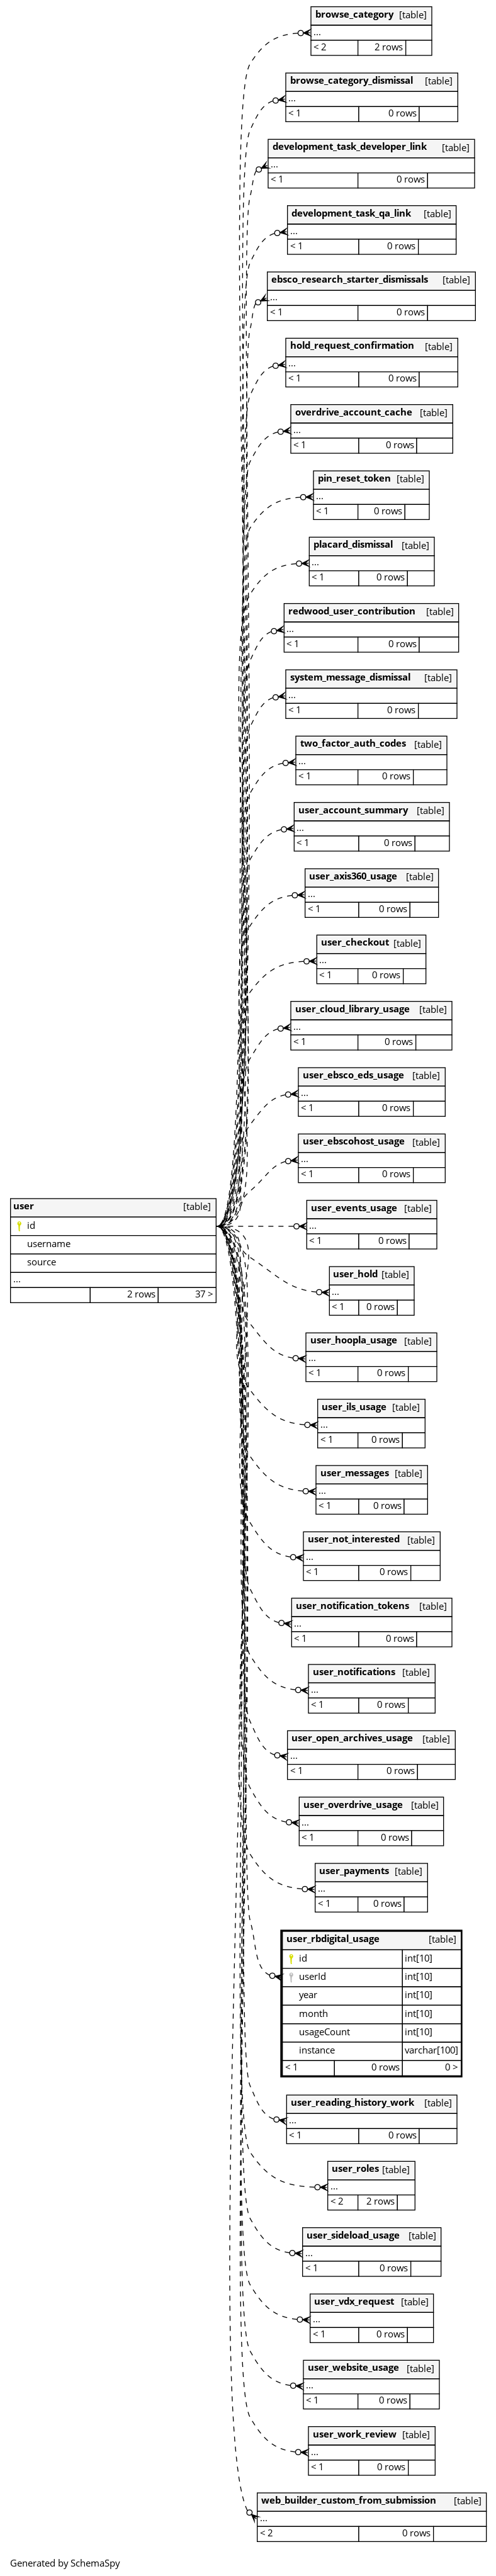 browse_category [table]
...
< 2 2 rows
browse_category_dismissal [table]
...
< 1 0 rows
development_task_developer_link [table]
...
< 1 0 rows
development_task_qa_link [table]
...
< 1 0 rows
ebsco_research_starter_dismissals [table]
...
< 1 0 rows
hold_request_confirmation [table]
...
< 1 0 rows
overdrive_account_cache [table]
...
< 1 0 rows
pin_reset_token [table]
...
< 1 0 rows
placard_dismissal [table]
...
< 1 0 rows
redwood_user_contribution [table]
...
< 1 0 rows
system_message_dismissal [table]
...
< 1 0 rows
two_factor_auth_codes [table]
...
< 1 0 rows
user_account_summary [table]
...
< 1 0 rows
user_axis360_usage [table]
...
< 1 0 rows
user_checkout [table]
...
< 1 0 rows
user_cloud_library_usage [table]
...
< 1 0 rows
user_ebsco_eds_usage [table]
...
< 1 0 rows
user_ebscohost_usage [table]
...
< 1 0 rows
user [table]
id
username
source
...
2 rows 37 >
user_events_usage [table]
...
< 1 0 rows
user_hold [table]
...
< 1 0 rows
user_hoopla_usage [table]
...
< 1 0 rows
user_ils_usage [table]
...
< 1 0 rows
user_messages [table]
...
< 1 0 rows
user_not_interested [table]
...
< 1 0 rows
user_notification_tokens [table]
...
< 1 0 rows
user_notifications [table]
...
< 1 0 rows
user_open_archives_usage [table]
...
< 1 0 rows
user_overdrive_usage [table]
...
< 1 0 rows
user_payments [table]
...
< 1 0 rows
user_rbdigital_usage [table]
id int[10]
userId int[10]
year int[10]
month int[10]
usageCount int[10]
instance varchar[100]
< 1 0 rows 0 >
user_reading_history_work [table]
...
< 1 0 rows
user_roles [table]
...
< 2 2 rows
user_sideload_usage [table]
...
< 1 0 rows
user_vdx_request [table]
...
< 1 0 rows
user_website_usage [table]
...
< 1 0 rows
user_work_review [table]
...
< 1 0 rows
web_builder_custom_from_submission [table]
...
< 2 0 rows
Generated by SchemaSpy